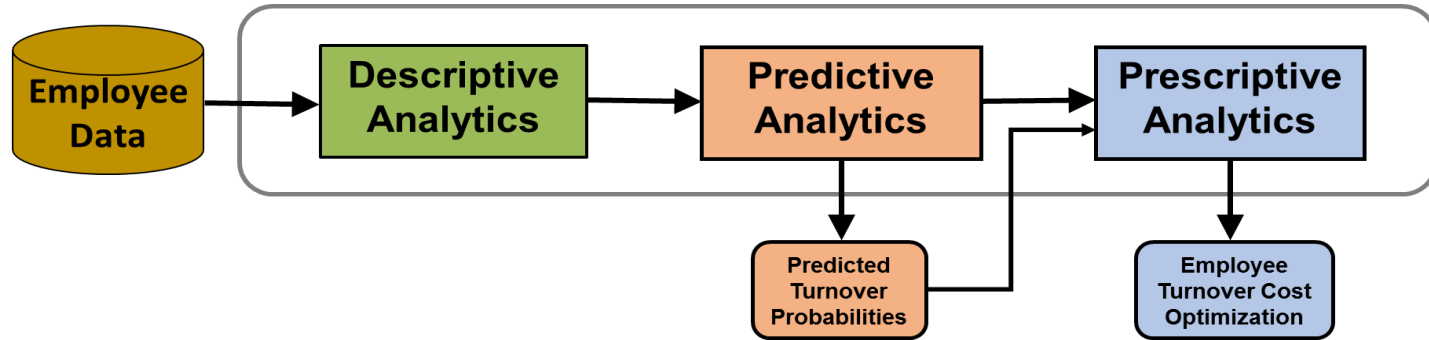 Employee
Data
Descriptive
Analytics
Predictive
Analytics
Prescriptive
Analytics
Predicted
Turnover
Probabilities
Employee
Turnover Cost
Optimization